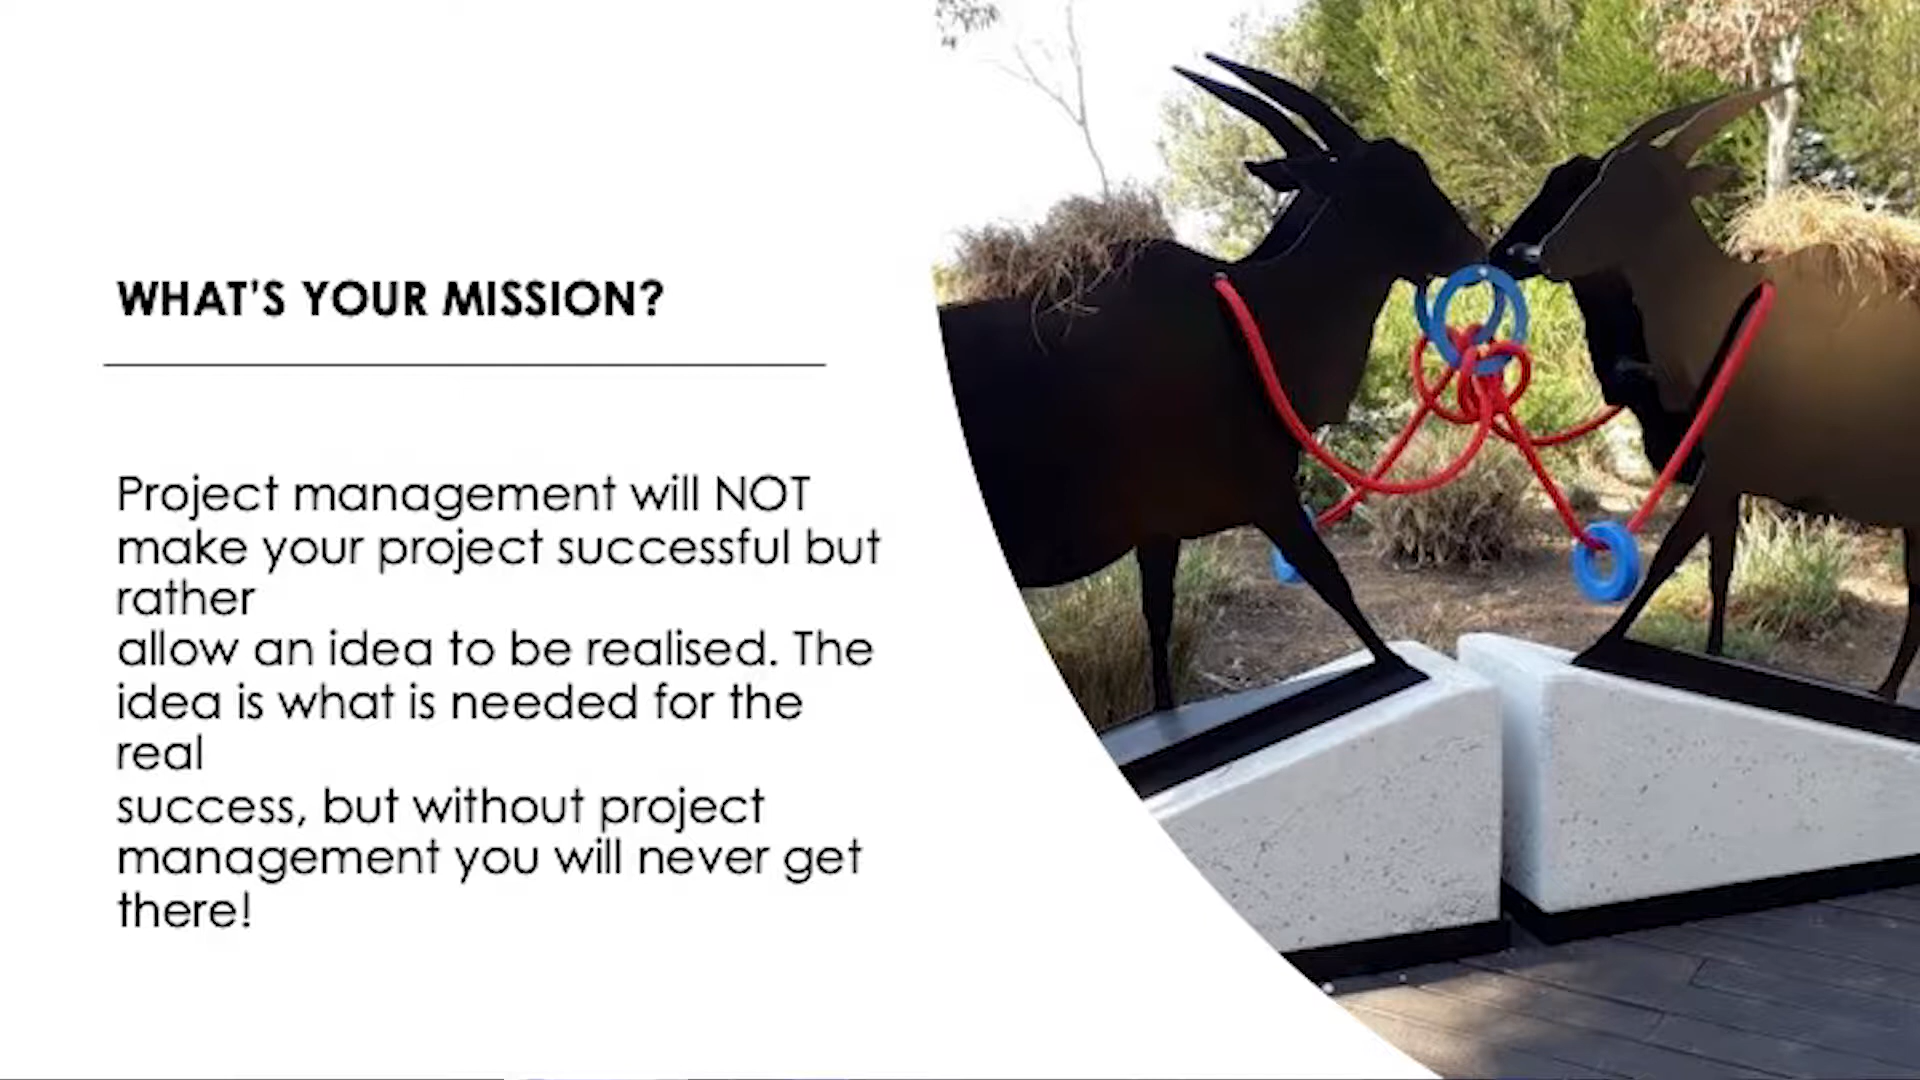 WHAT'S YOUR MISSION?
Project management will NOT
make your project successful but
rather
allow an idea to be realised. The
idea is what is needed for the
real
success, but without project
management you will never get
there!